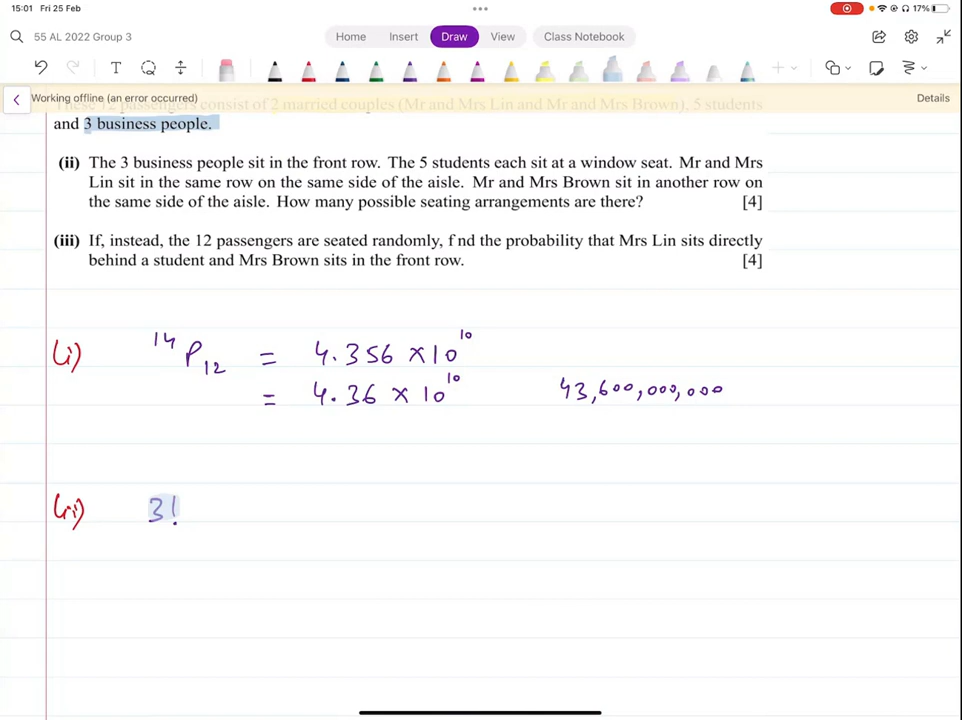 15:01 Fri 25 Feb
17%
55 AL 2022 Group 3
Home Insert Draw View Class Notebook
Working offline (an error occurred)
Details
These 12 passengers consist of 2 married couples (Mr and Mrs Lin and Mr and Mrs Brown), 5 students
and 3 business people.
(ii) The 3 business people sit in the front row. The 5 students each sit at a window seat. Mr and Mrs
Lin sit in the same row on the same side of the aisle. Mr and Mrs Brown sit in another row on
the same side of the aisle. How many possible seating arrangements are there? [4]
(iii) If, instead, the 12 passengers are seated randomly, f nd the probability that Mrs Lin sits directly
behind a student and Mrs Brown sits in the front row. [4]
(i) ¹⁴P₁₂ = 4.356 × 10¹⁰
= 4.36 × 10¹⁰ 43,600,000,000
(ii) 3!